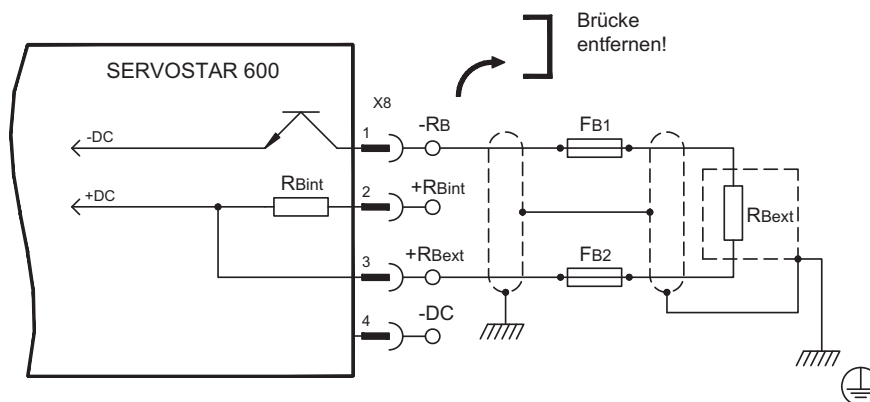 Brücke
entfernen!
SERVOSTAR 600
X8
-DC
1
-RB
FB1
+DC
RBint
2
+RBint
RBext
3
+RBext
FB2
4
-DC